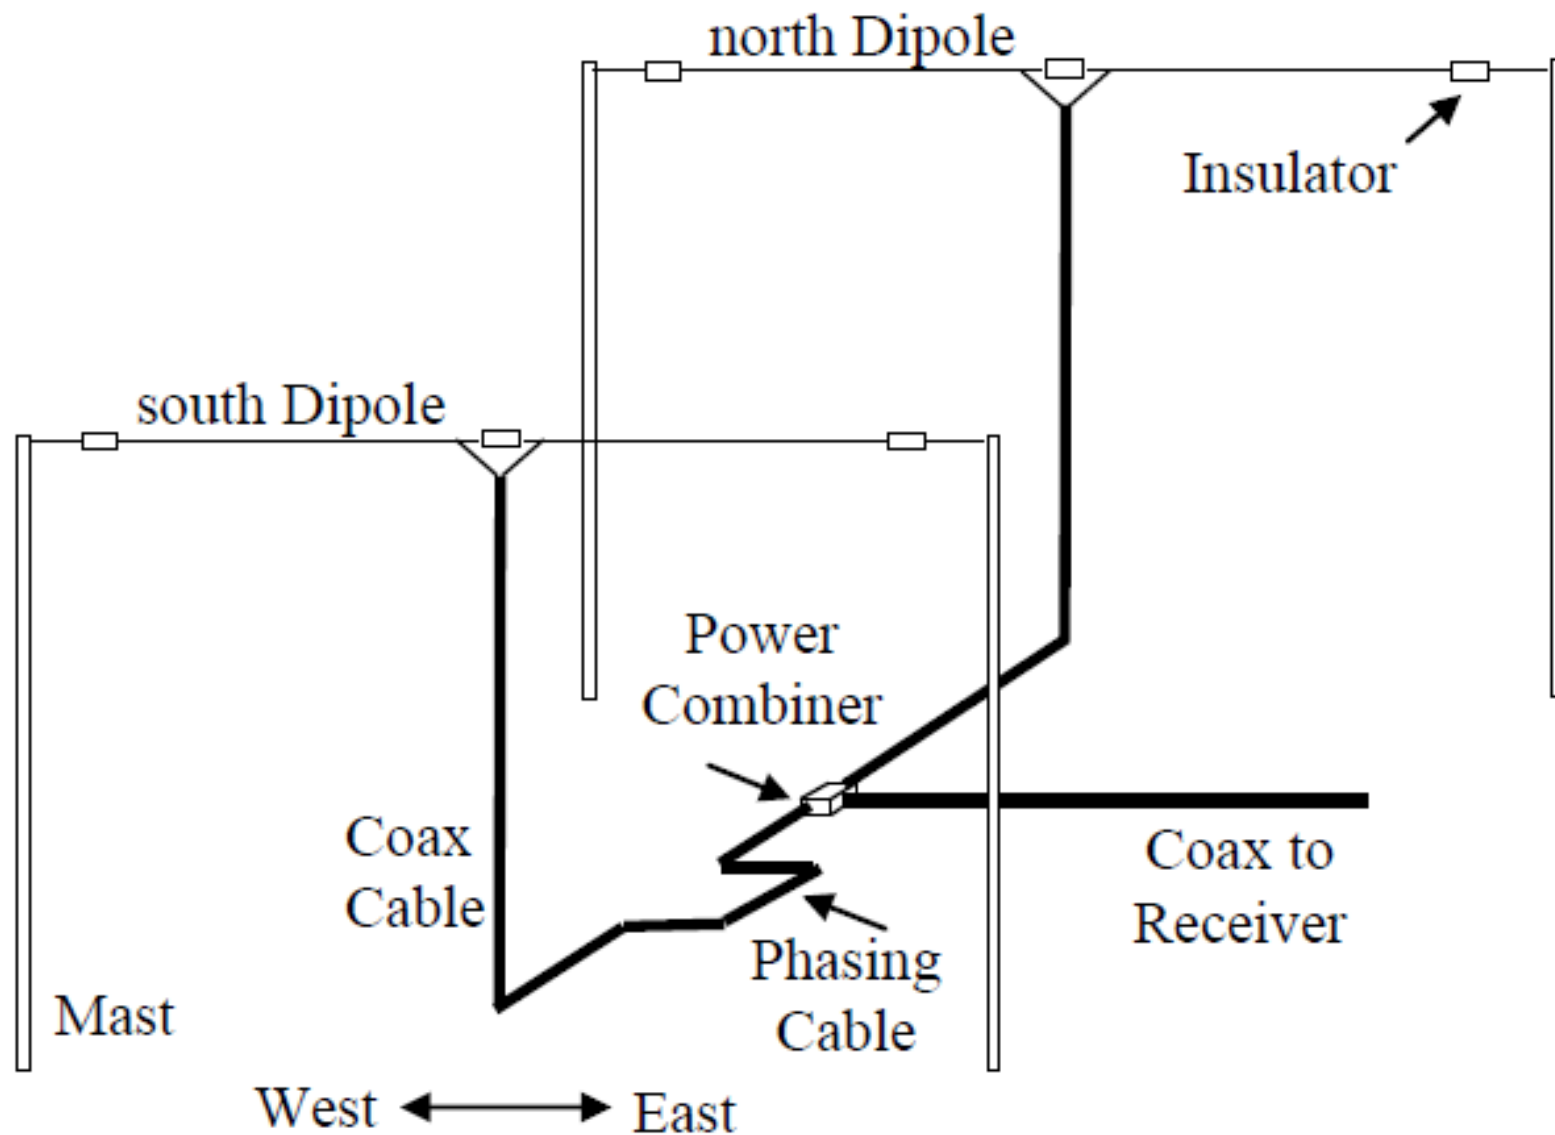 north Dipole
Insulator
south Dipole
Power
Combiner
Coax
Cable
Coax to
Receiver
Phasing
Cable
Mast
West
East